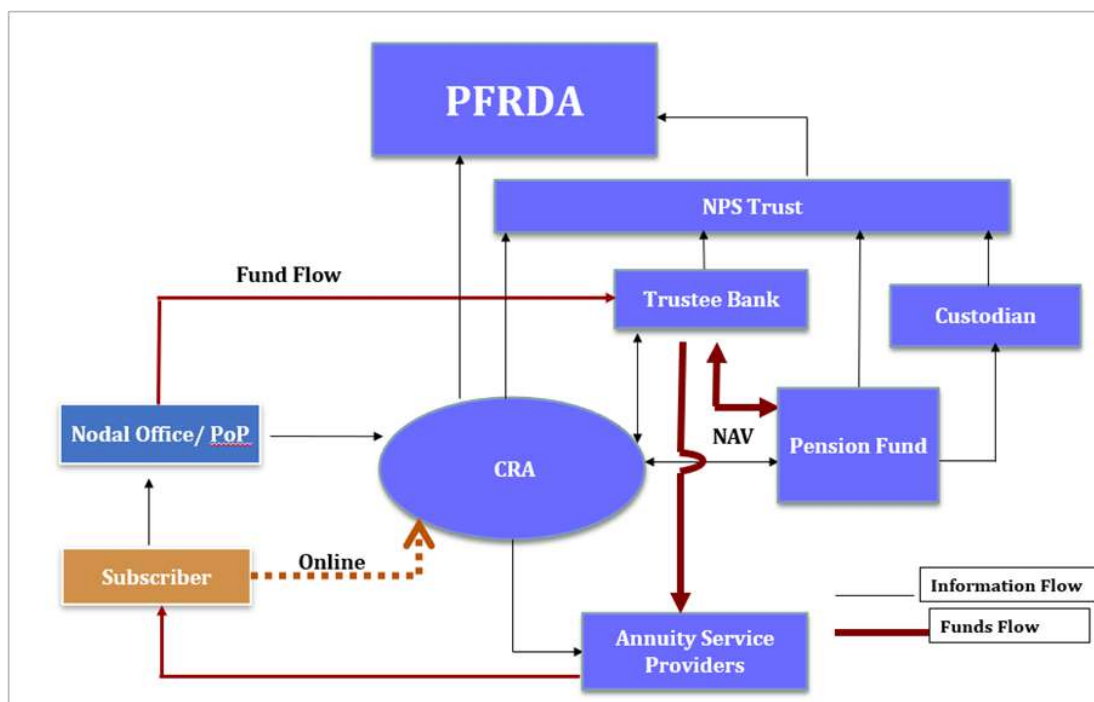 PFRDA
NPS Trust
Fund Flow
Trustee Bank
Custodian
Nodal Office/ PoP
NAV
Pension Fund
CRA
Subscriber
Online
Information Flow
Funds Flow
Annuity Service
Providers